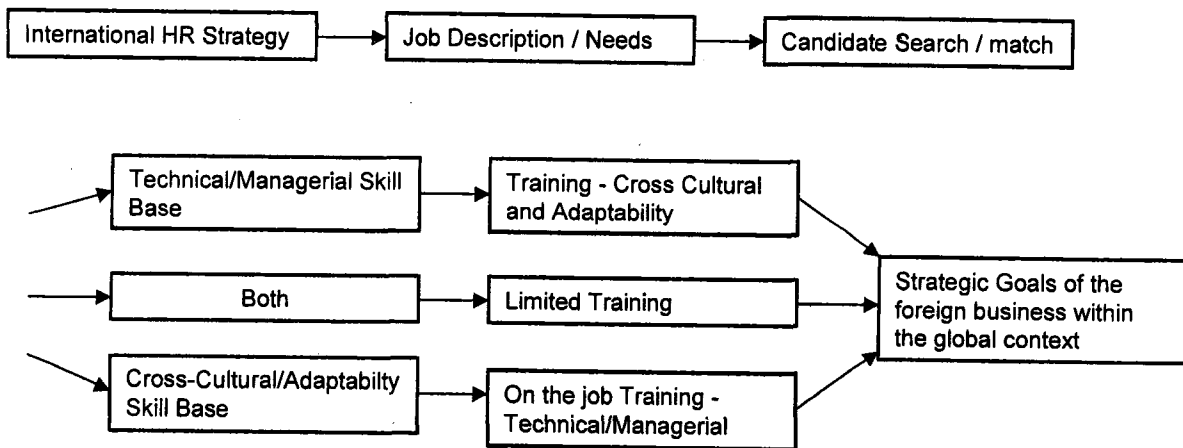 International HR Strategy
Job Description / Needs
Candidate Search / match
Technical/Managerial Skill
Base
Training - Cross Cultural
and Adaptability
Both
Limited Training
Strategic Goals of the
foreign business within
the global context
Cross-Cultural/Adaptabilty
Skill Base
On the job Training -
Technical/Managerial